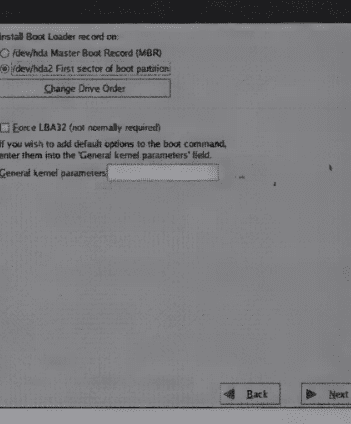 Install Boot Loader record on:
/dev/hda Master Boot Record (MBR)
/dev/hda2 First sector of boot partition
Change Drive Order
Force LBA32 (not normally required)
If you wish to add default options to the boot command,
enter them into the 'General kernel parameters' field.
General kernel parameters
Back
Next